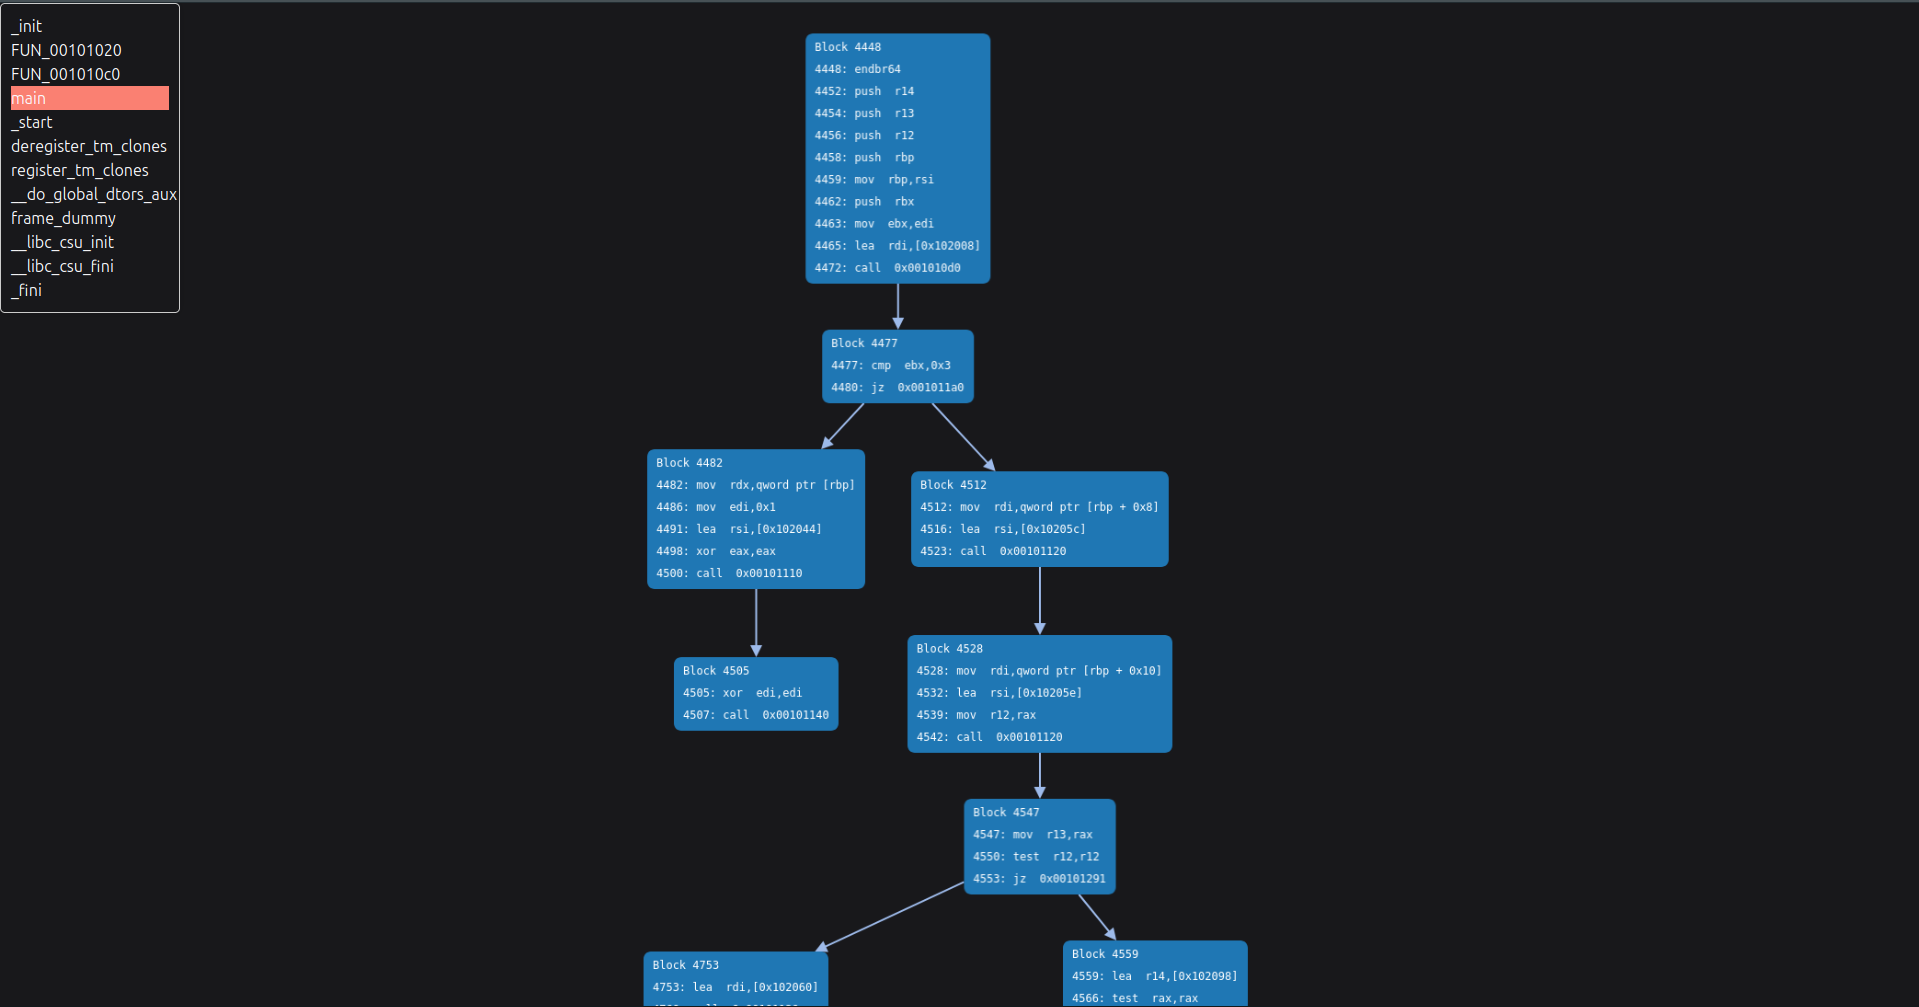 _init
FUN_00101020
FUN_001010c0
main
_start
deregister_tm_clones
register_tm_clones
__do_global_dtors_aux
frame_dummy
__libc_csu_init
__libc_csu_fini
_fini
Block 4448
4448: endbr64
4452: push r14
4454: push r13
4456: push r12
4458: push rbp
4459: mov rbp,rsi
4462: push rbx
4463: mov ebx,edi
4465: lea rdi,[0x102008]
4472: call 0x001010d0
Block 4477
4477: cmp ebx,0x3
4480: jz 0x001011a0
Block 4482
4482: mov rdx,qword ptr [rbp]
4486: mov edi,0x1
4491: lea rsi,[0x102044]
4498: xor eax,eax
4500: call 0x00101110
Block 4512
4512: mov rdi,qword ptr [rbp + 0x8]
4516: lea rsi,[0x10205c]
4523: call 0x00101120
Block 4505
4505: xor edi,edi
4507: call 0x00101140
Block 4528
4528: mov rdi,qword ptr [rbp + 0x10]
4532: lea rsi,[0x10205e]
4539: mov r12,rax
4542: call 0x00101120
Block 4547
4547: mov r13,rax
4550: test r12,r12
4553: jz 0x00101291
Block 4753
4753: lea rdi,[0x102060]
Block 4559
4559: lea r14,[0x102098]
4566: test rax,rax